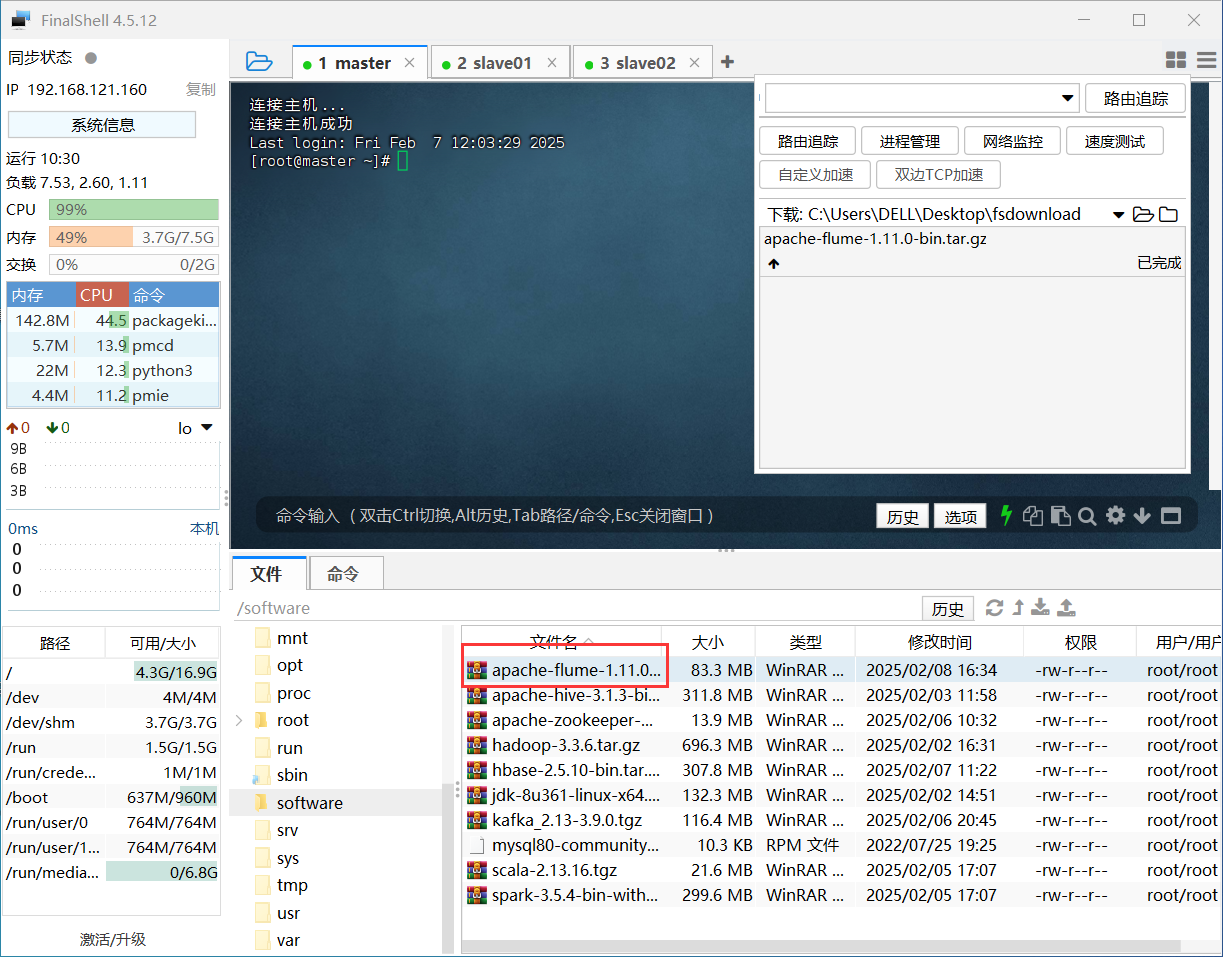 FinalShell 4.5.12
同步状态
IP 192.168.121.160 复制
系统信息
运行 10:30
负载 7.53, 2.60, 1.11
CPU 99%
内存 49% 3.7G/7.5G
交换 0% 0/2G
内存 CPU 命令
142.8M 44.5 packageki...
5.7M 13.9 pmcd
22M 12.3 python3
4.4M 11.2 pmie
0 0 lo
9B
6B
3B
0ms 本机
0
0
0
路径 可用/大小
/ 4.3G/16.9G
/dev 4M/4M
/dev/shm 3.7G/3.7G
/run 1.5G/1.5G
/run/crede... 1M/1M
/boot 637M/960M
/run/user/0 764M/764M
/run/user/1... 764M/764M
/run/media... 0/6.8G
激活/升级
1 master 2 slave01 3 slave02
连接主机...
连接主机成功
Last login: Fri Feb  7 12:03:29 2025
[root@master ~]#
路由追踪
路由追踪 进程管理 网络监控 速度测试
自定义加速 双边TCP加速
下载: C:\Users\DELL\Desktop\fsdownload
apache-flume-1.11.0-bin.tar.gz
已完成
命令输入 （双击Ctrl切换,Alt历史,Tab路径/命令,Esc关闭窗口） 历史 选项
文件 命令
/software 历史
mnt
opt
proc
root
run
sbin
software
srv
sys
tmp
usr
var
文件名 大小 类型 修改时间 权限 用户/用户
apache-flume-1.11.0... 83.3 MB WinRAR ... 2025/02/08 16:34 -rw-r--r-- root/root
apache-hive-3.1.3-bi... 311.8 MB WinRAR ... 2025/02/03 11:58 -rw-r--r-- root/root
apache-zookeeper-... 13.9 MB WinRAR ... 2025/02/06 10:32 -rw-r--r-- root/root
hadoop-3.3.6.tar.gz 696.3 MB WinRAR ... 2025/02/02 16:31 -rw-r--r-- root/root
hbase-2.5.10-bin.tar.... 307.8 MB WinRAR ... 2025/02/07 11:22 -rw-r--r-- root/root
jdk-8u361-linux-x64.... 132.3 MB WinRAR ... 2025/02/02 14:51 -rw-r--r-- root/root
kafka_2.13-3.9.0.tgz 116.4 MB WinRAR ... 2025/02/06 20:45 -rw-r--r-- root/root
mysql80-community... 10.3 KB RPM 文件 2022/07/25 19:25 -rw-r--r-- root/root
scala-2.13.16.tgz 21.6 MB WinRAR ... 2025/02/05 17:07 -rw-r--r-- root/root
spark-3.5.4-bin-with... 299.6 MB WinRAR ... 2025/02/05 17:07 -rw-r--r-- root/root